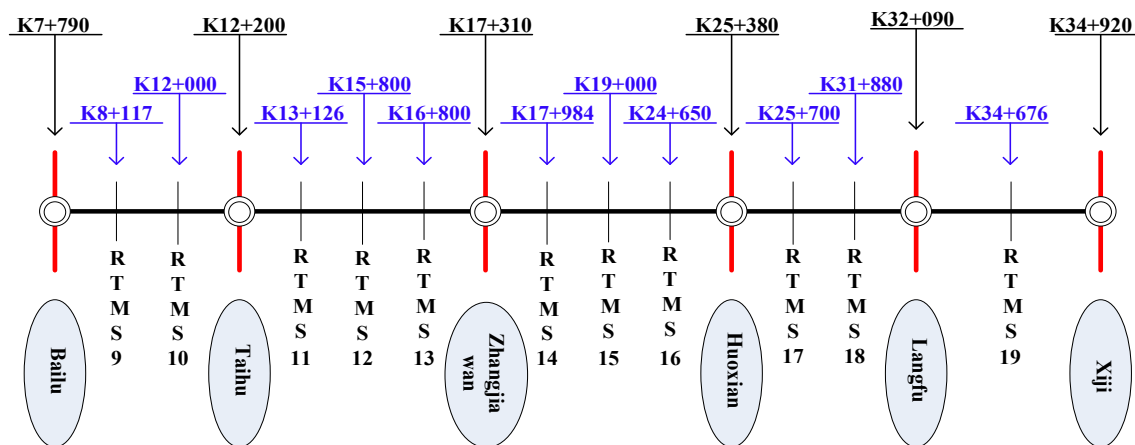 K7+790
K12+200
K17+310
K25+380
K32+090
K34+920
K12+000
K15+800
K19+000
K31+880
K8+117
K13+126
K16+800
K17+984
K24+650
K25+700
K34+676
RTMS 9
RTMS 10
RTMS 11
RTMS 12
RTMS 13
RTMS 14
RTMS 15
RTMS 16
RTMS 17
RTMS 18
RTMS 19
Bailu
Taihu
Zhangjia
wan
Huoxian
Langfu
Xiji